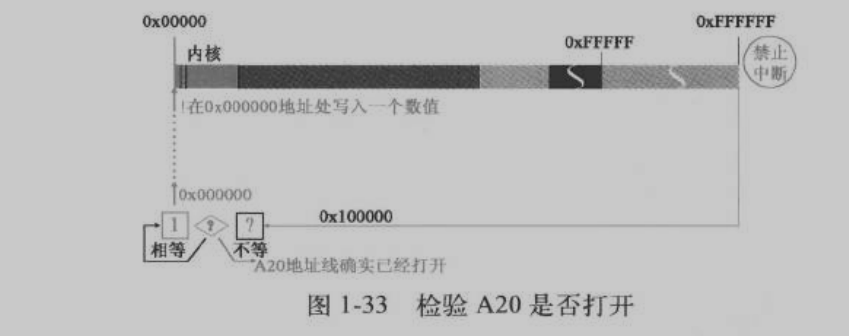 0x00000
0xFFFFFF
内核
0xFFFFF
禁止
中断
!在0x000000地址处写入一个数值
0x000000
1
?
?
0x100000
相等
不等
A20地址线确实已经打开
图 1-33 检验 A20 是否打开